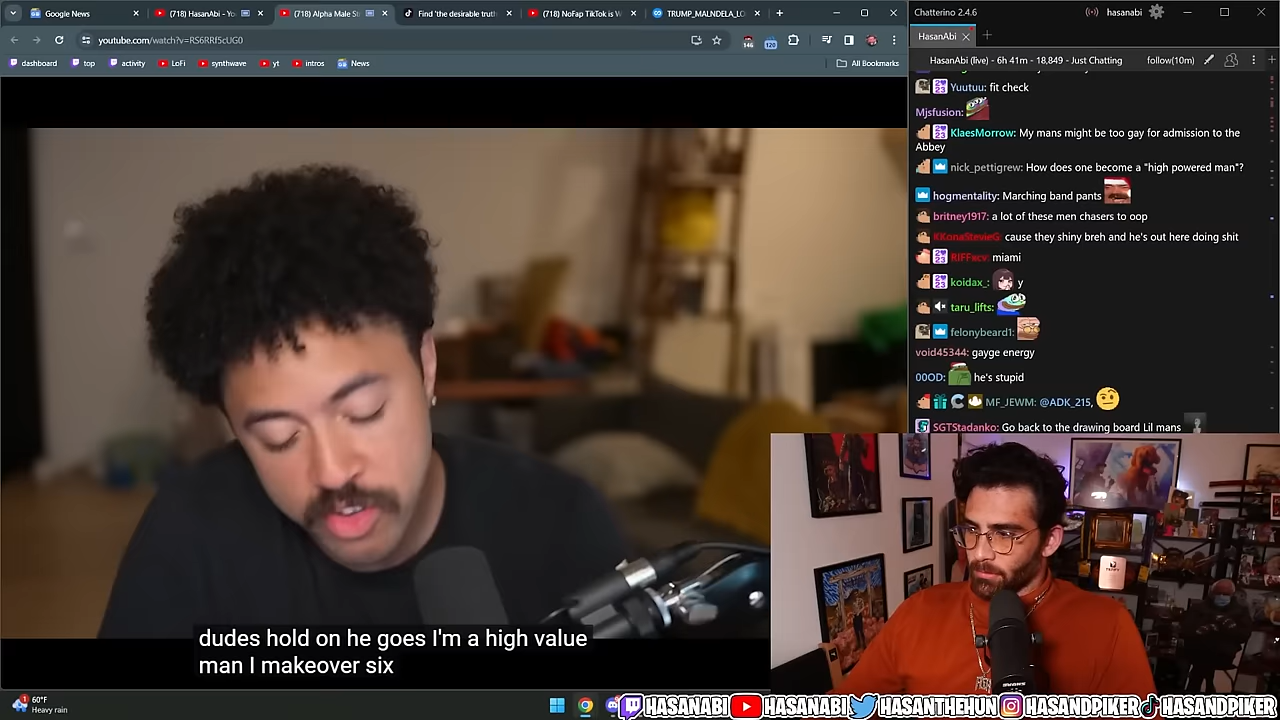 Google News
(718) HasanAbi - Yo
(718) Alpha Male S
Find 'the desirable truth
(718) NoFap TikTok is W
TRUMP_MALNDELA_LO
Chatterino 2.4.6
hasanabi
youtube.com/watch?v=RS6RRf5cUG0
146
120
HasanAbi
dashboard
top
activity
LoFi
synthwave
yt
intros
News
All Bookmarks
HasanAbi (live) - 6h 41m - 18,849 - Just Chatting
follow(10m)
Yuutuu: fit check
Mjsfusion:
KlaesMorrow: My mans might be too gay for admission to the
Abbey
nick_pettigrew: How does one become a "high powered man"?
hogmentality: Marching band pants
britney1917: a lot of these men chasers to oop
KKonaStevieG: cause they shiny breh and he's out here doing shit
RIFFacv: miami
koidax_: y
taru_lifts:
felonybeard1:
void45344: gayge energy
00OD: he's stupid
MF_JEWM: @ADK_215,
SGTStadanko: Go back to the drawing board Lil mans
dudes hold on he goes I'm a high value
man I makeover six
60°F
Heavy rain
HASANABI
HASANABI
HASANTHEHUN
HASANDPIKER
HASANDPIKER